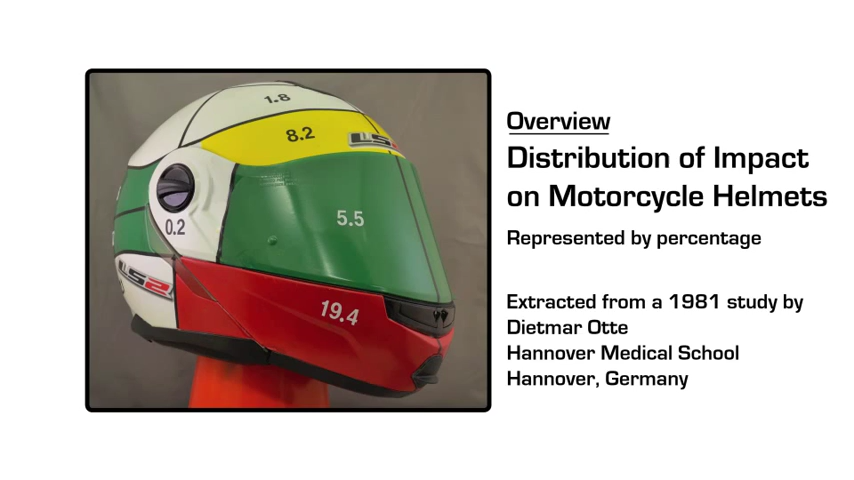 1.8
8.2
LS
5.5
0.2
LS2
19.4
Overview
Distribution of Impact
on Motorcycle Helmets
Represented by percentage
Extracted from a 1981 study by
Dietmar Otte
Hannover Medical School
Hannover, Germany